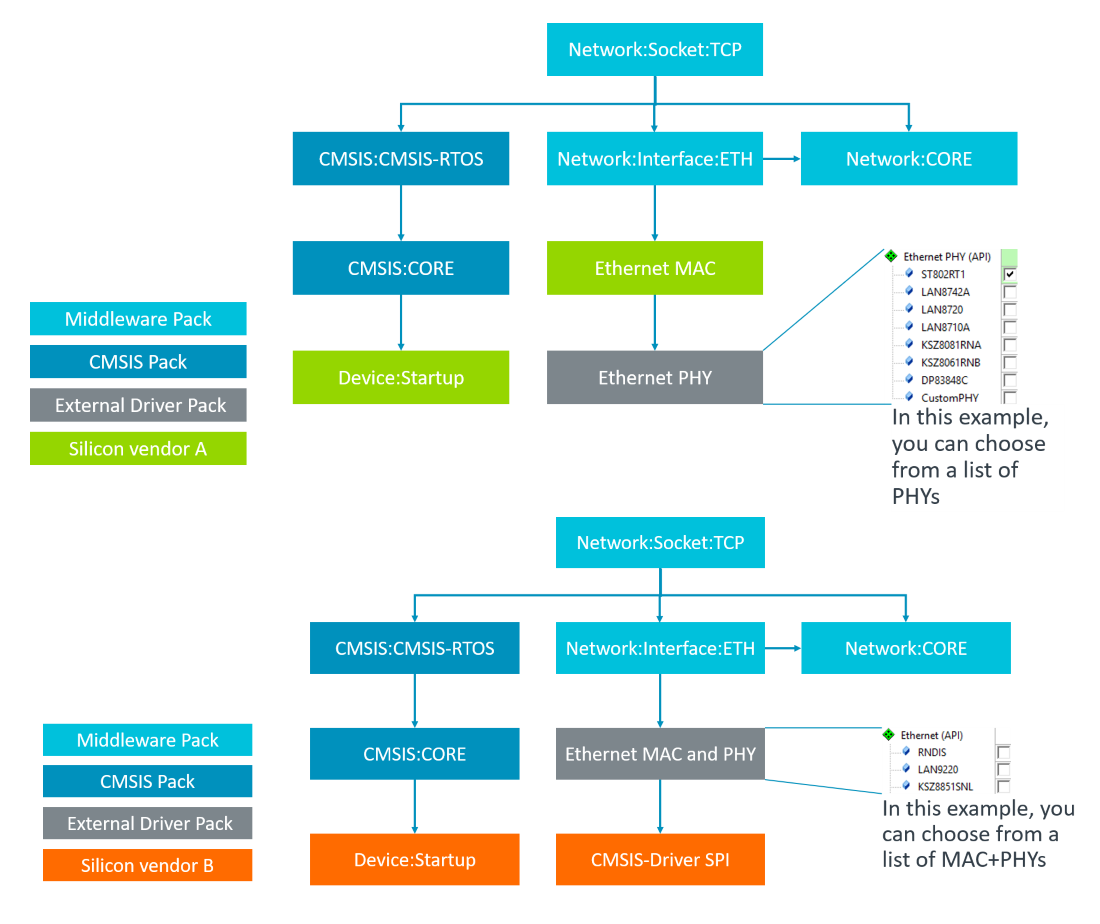 Network:Socket:TCP
CMSIS:CMSIS-RTOS
Network:Interface:ETH
Network:CORE
CMSIS:CORE
Ethernet MAC
Device:Startup
Ethernet PHY
Middleware Pack
CMSIS Pack
External Driver Pack
Silicon vendor A
Ethernet PHY (API)
ST802RT1
LAN8742A
LAN8720
LAN8710A
KSZ8081RNA
KSZ8061RNB
DP83848C
CustomPHY
In this example,
you can choose
from a list of
PHYs
Network:Socket:TCP
CMSIS:CMSIS-RTOS
Network:Interface:ETH
Network:CORE
CMSIS:CORE
Ethernet MAC and PHY
Device:Startup
CMSIS-Driver SPI
Middleware Pack
CMSIS Pack
External Driver Pack
Silicon vendor B
Ethernet (API)
RNDIS
LAN9220
KSZ8851SNL
In this example, you
can choose from a
list of MAC+PHYs